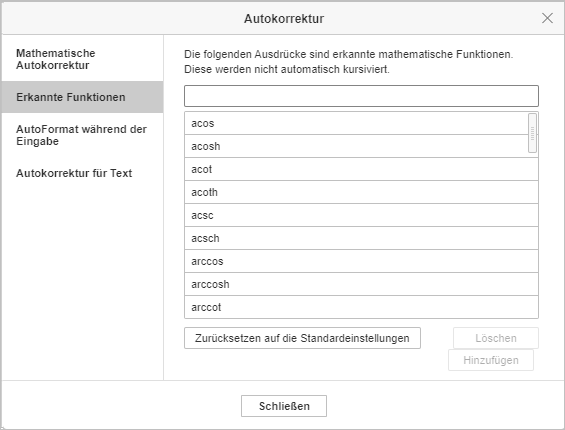 Autokorrektur
Mathematische
Autokorrektur
Erkannte Funktionen
AutoFormat während der
Eingabe
Autokorrektur für Text
Die folgenden Ausdrücke sind erkannte mathematische Funktionen.
Diese werden nicht automatisch kursiviert.
acos
acosh
acot
acoth
acsc
acsch
arccos
arccosh
arccot
Zurücksetzen auf die Standardeinstellungen
Löschen
Hinzufügen
Schließen